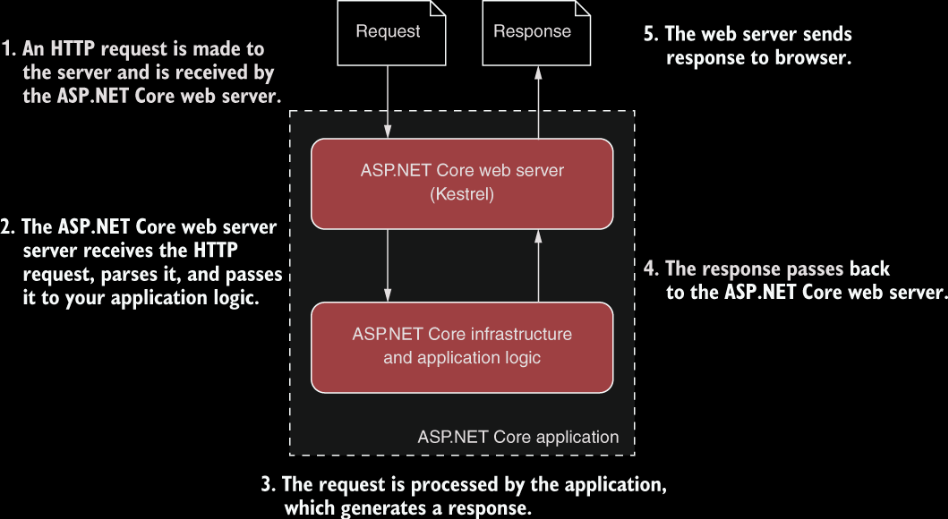 Request
Response
1. An HTTP request is made to
the server and is received by
the ASP.NET Core web server.
5. The web server sends
response to browser.
ASP.NET Core web server
(Kestrel)
2. The ASP.NET Core web server
server receives the HTTP
request, parses it, and passes
it to your application logic.
4. The response passes back
to the ASP.NET Core web server.
ASP.NET Core infrastructure
and application logic
ASP.NET Core application
3. The request is processed by the application,
which generates a response.